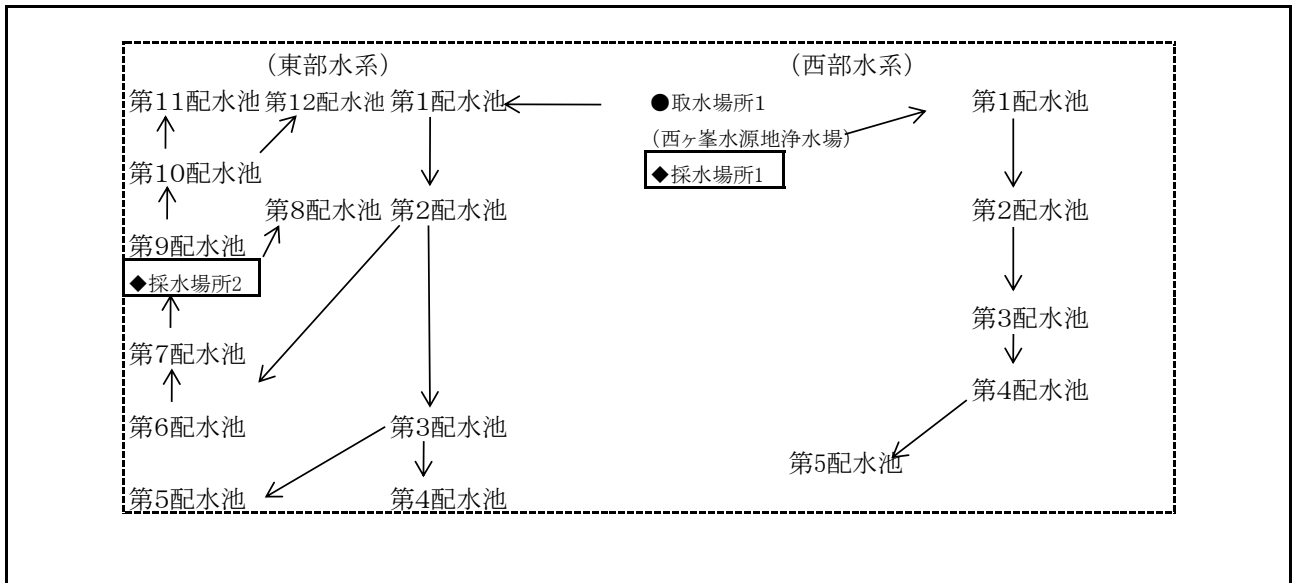 (東部水系)
(西部水系)
第11配水池 第12配水池 第1配水池
●取水場所1
第1配水池
(西ヶ峯水源地浄水場)
◆採水場所1
第10配水池
第8配水池 第2配水池
第2配水池
第9配水池
◆採水場所2
第3配水池
第7配水池
第4配水池
第6配水池
第3配水池
第5配水池
第5配水池
第4配水池